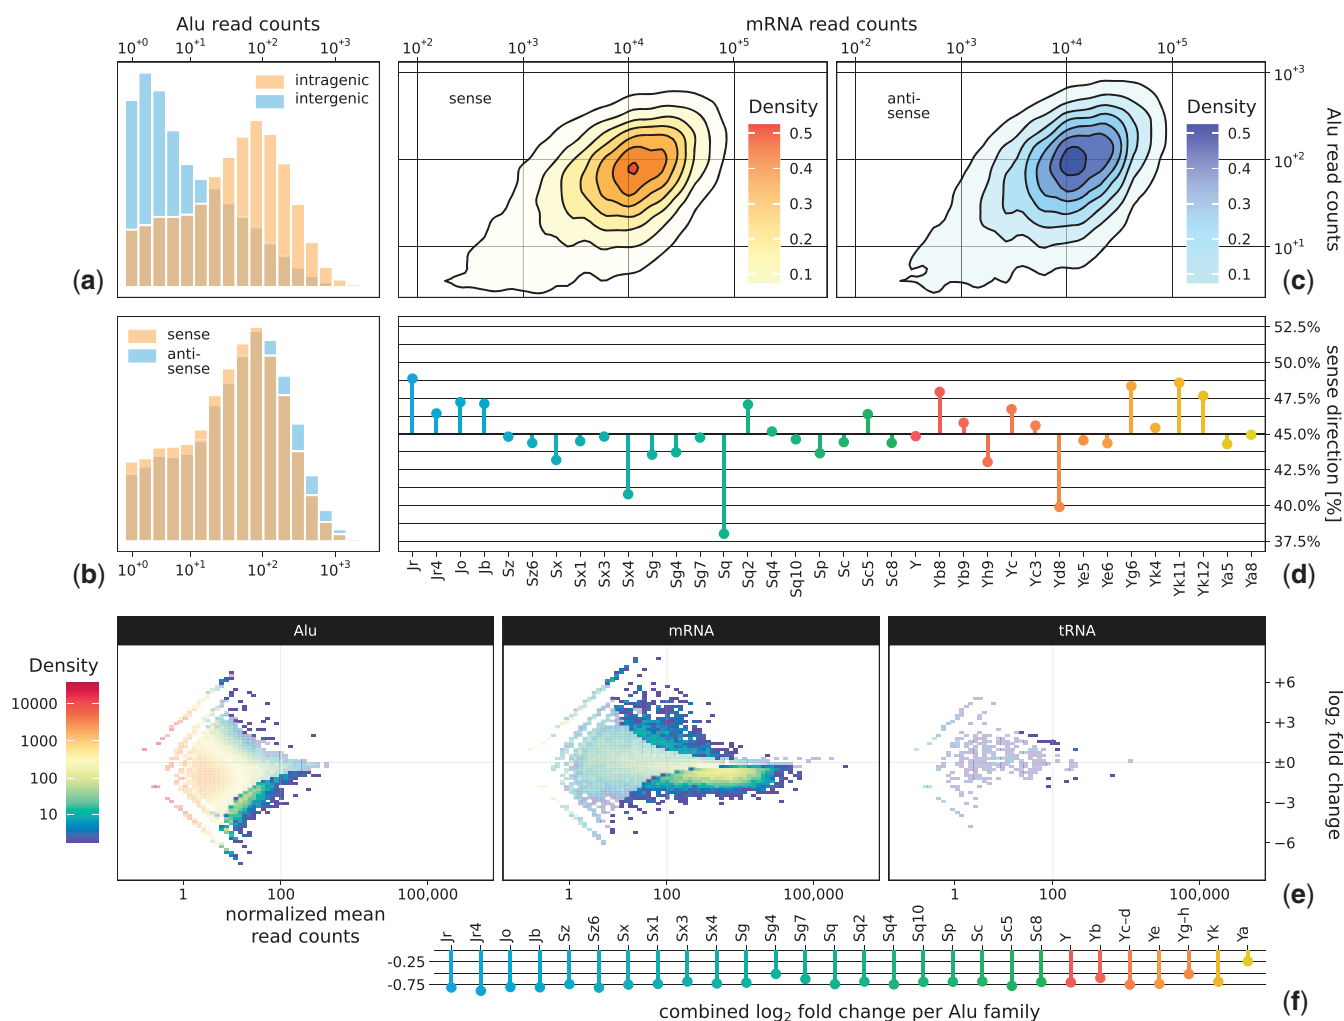 Alu read counts
mRNA read counts
10+0 10+1 10+2 10+3
10+2 10+3 10+4 10+5
10+2 10+3 10+4 10+5
intragenic
intergenic
sense
Density
0.5
0.4
0.3
0.2
0.1
anti-
sense
Density
0.5
0.4
0.3
0.2
0.1
10+3
10+2
10+1
Alu read counts
(a)
(c)
sense
anti-
sense
10+0 10+1 10+2 10+3
(b)
52.5%
50.0%
47.5%
45.0%
42.5%
40.0%
37.5%
sense direction [%]
Jr Jr4 Jo Jb Sz Sz6 Sx Sx1 Sx3 Sx4 Sg Sg4 Sg7 Sq Sq2 Sq4 Sq10 Sp Sc Sc5 Sc8 Y Yb8 Yb9 Yh9 Yc Yc3 Yd8 Ye5 Ye6 Yg6 Yk4 Yk11 Yk12 Ya5 Ya8
(d)
Alu
mRNA
tRNA
Density
10000
1000
100
10
+6
+3
±0
−3
−6
log2 fold change
1 100 100,000
1 100 100,000
1 100 100,000
(e)
normalized mean
read counts
Jr Jr4 Jo Jb Sz Sz6 Sx Sx1 Sx3 Sx4 Sg Sg4 Sg7 Sq Sq2 Sq4 Sq10 Sp Sc Sc5 Sc8 Y Yb Yc–d Ye Yg–h Yk Ya
-0.25
-0.75
(f)
combined log2 fold change per Alu family